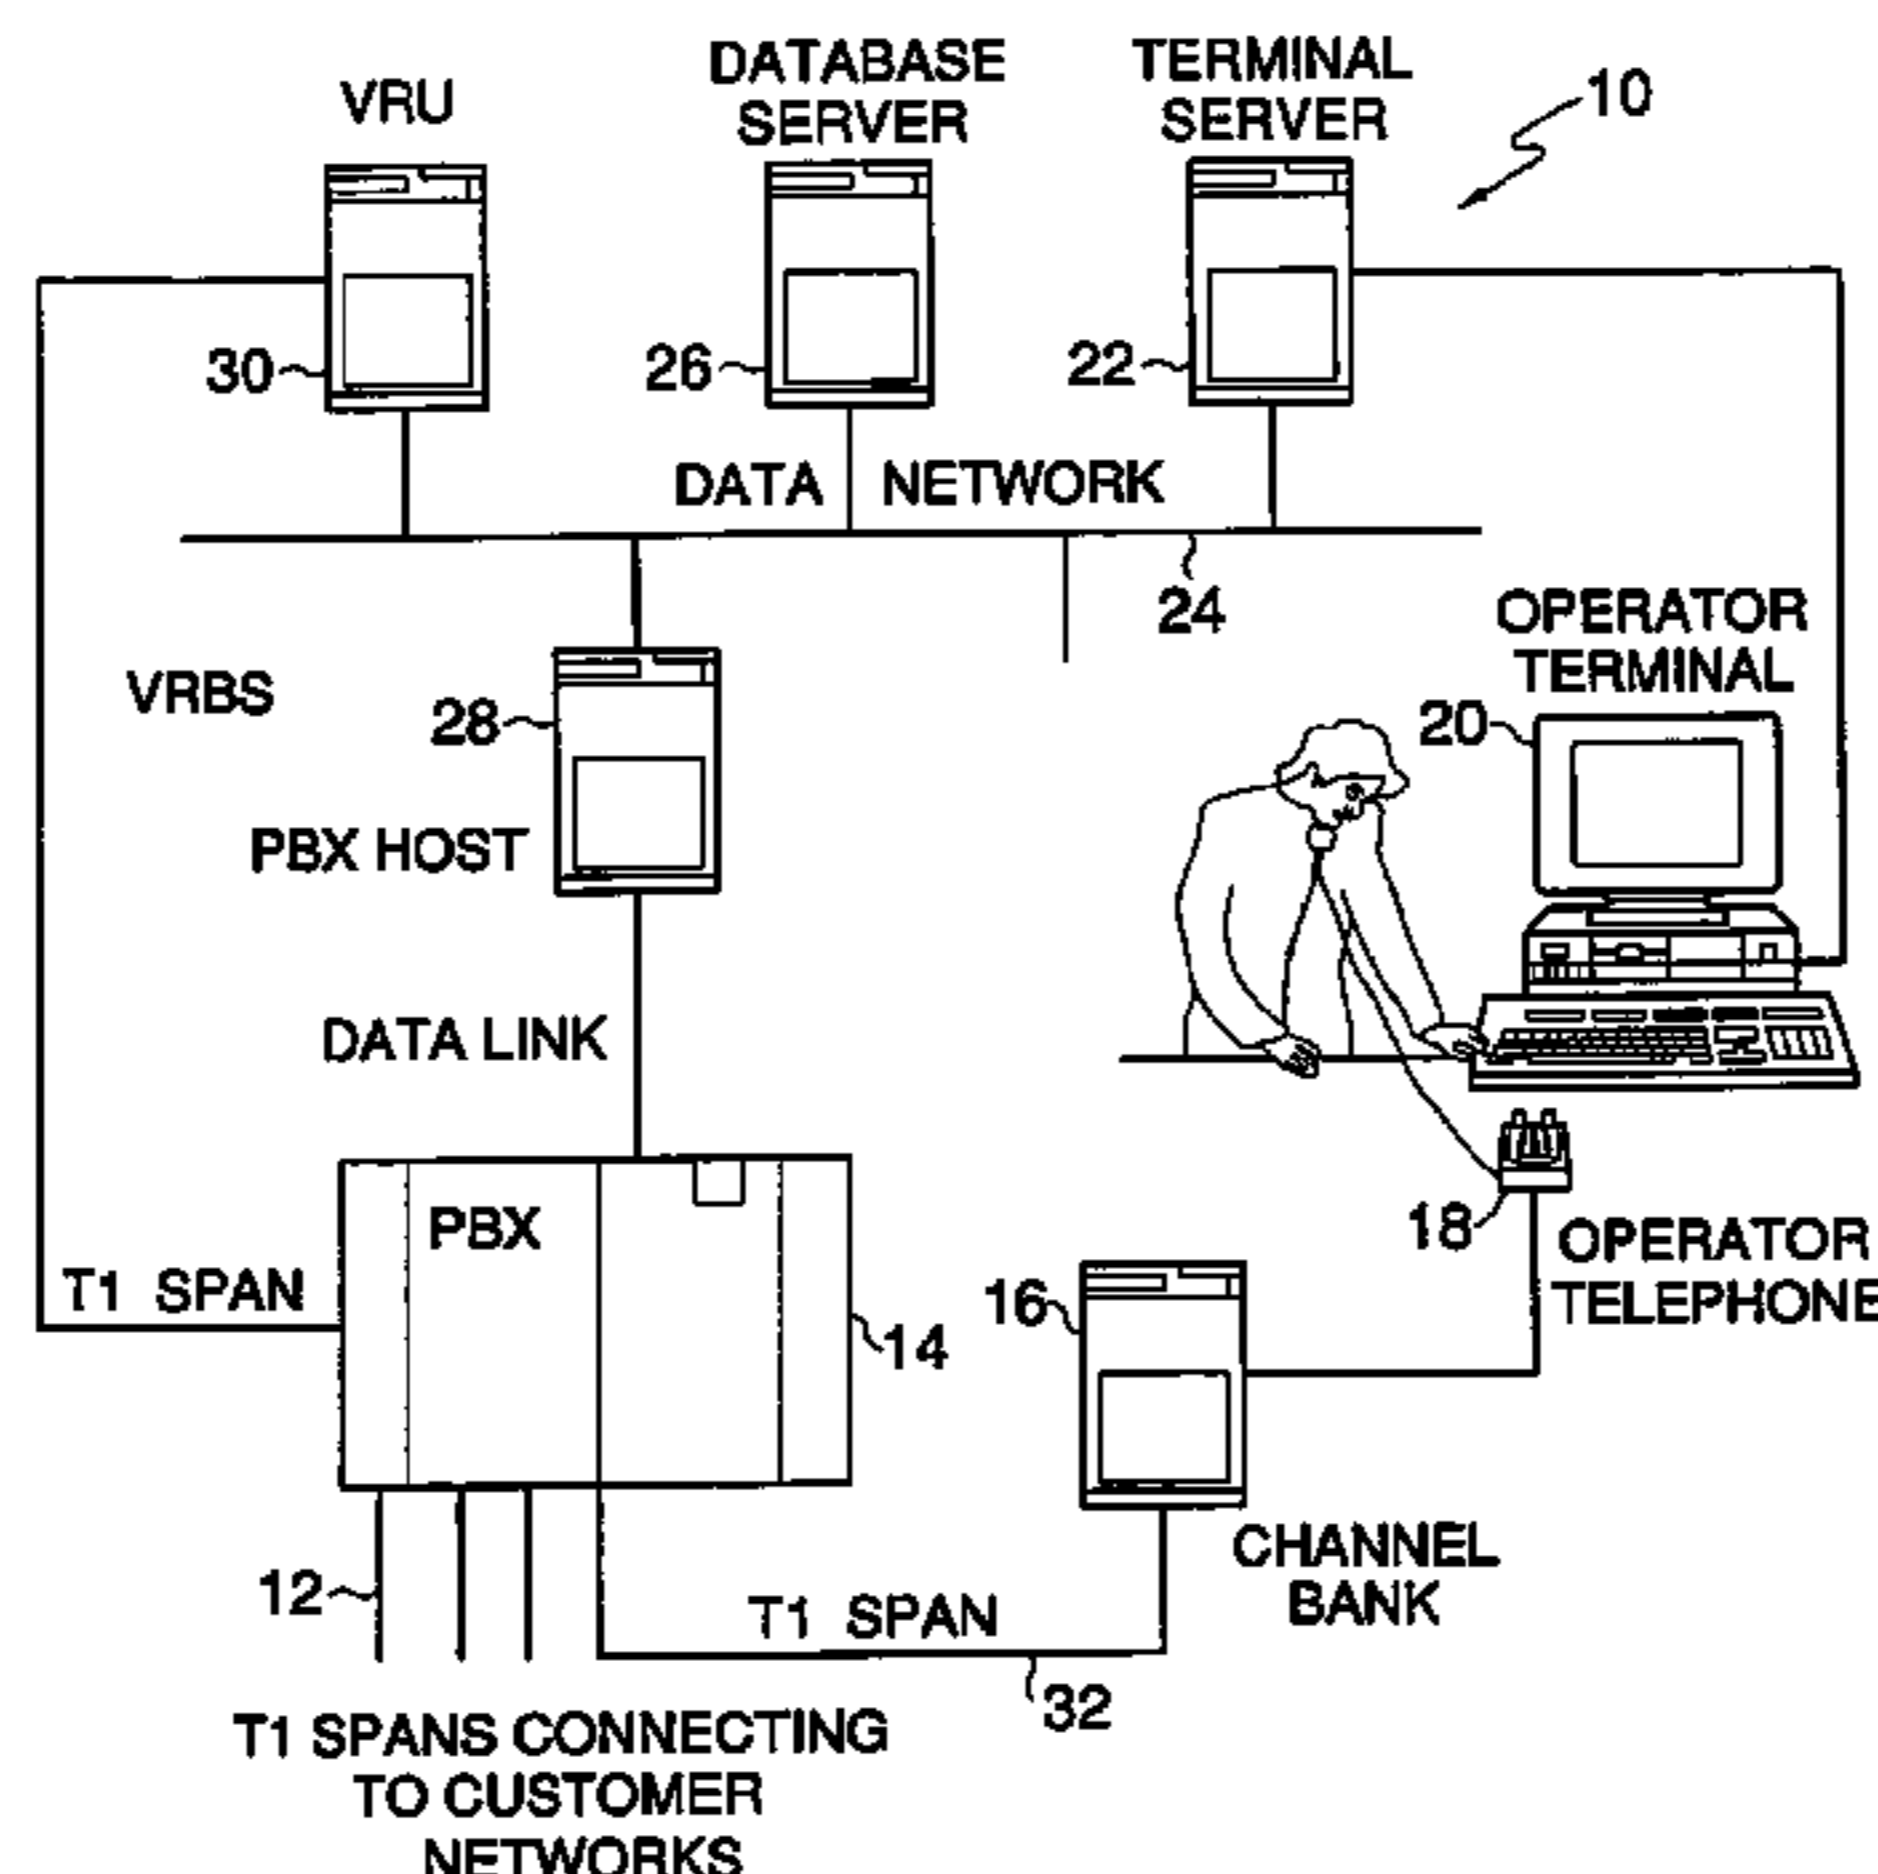 VRU
DATABASE
SERVER
TERMINAL
SERVER
10
30
26
22
DATA NETWORK
24
VRBS
28
PBX HOST
OPERATOR
TERMINAL
20
DATA LINK
PBX
T1 SPAN
14
16
18
OPERATOR
TELEPHONE
CHANNEL
BANK
12
T1 SPAN
32
T1 SPANS CONNECTING
TO CUSTOMER
NETWORKS